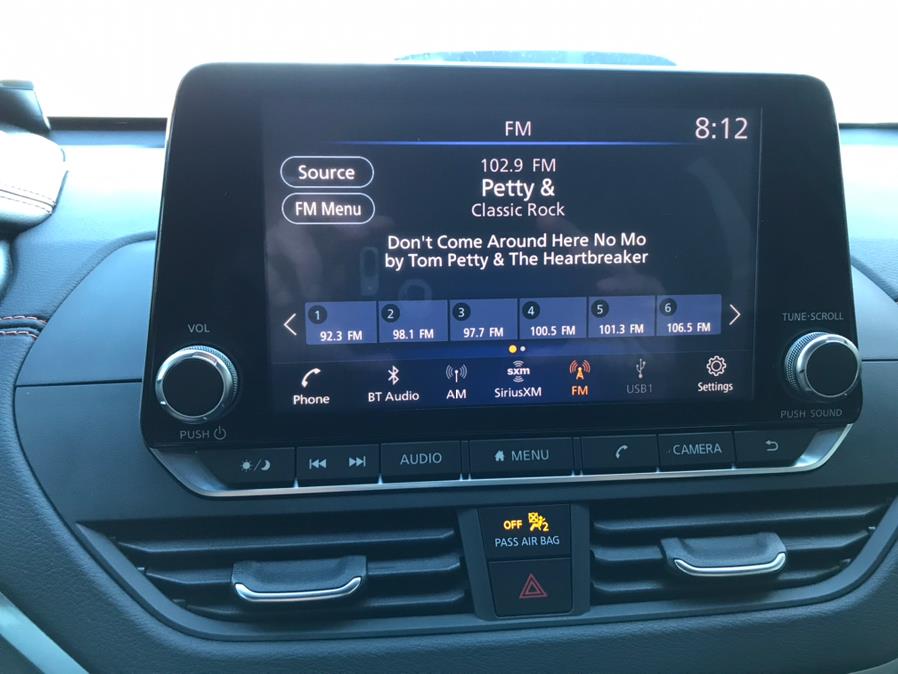 FM
8:12
Source
FM Menu
102.9 FM
Petty &
Classic Rock
Don't Come Around Here No Mo
by Tom Petty & The Heartbreaker
1
92.3 FM
2
98.1 FM
3
97.7 FM
4
100.5 FM
5
101.3 FM
6
106.5 FM
Phone
BT Audio
AM
sxm
SiriusXM
FM
USB1
Settings
VOL
PUSH
TUNE·SCROLL
PUSH SOUND
AUDIO
MENU
CAMERA
OFF 2
PASS AIR BAG